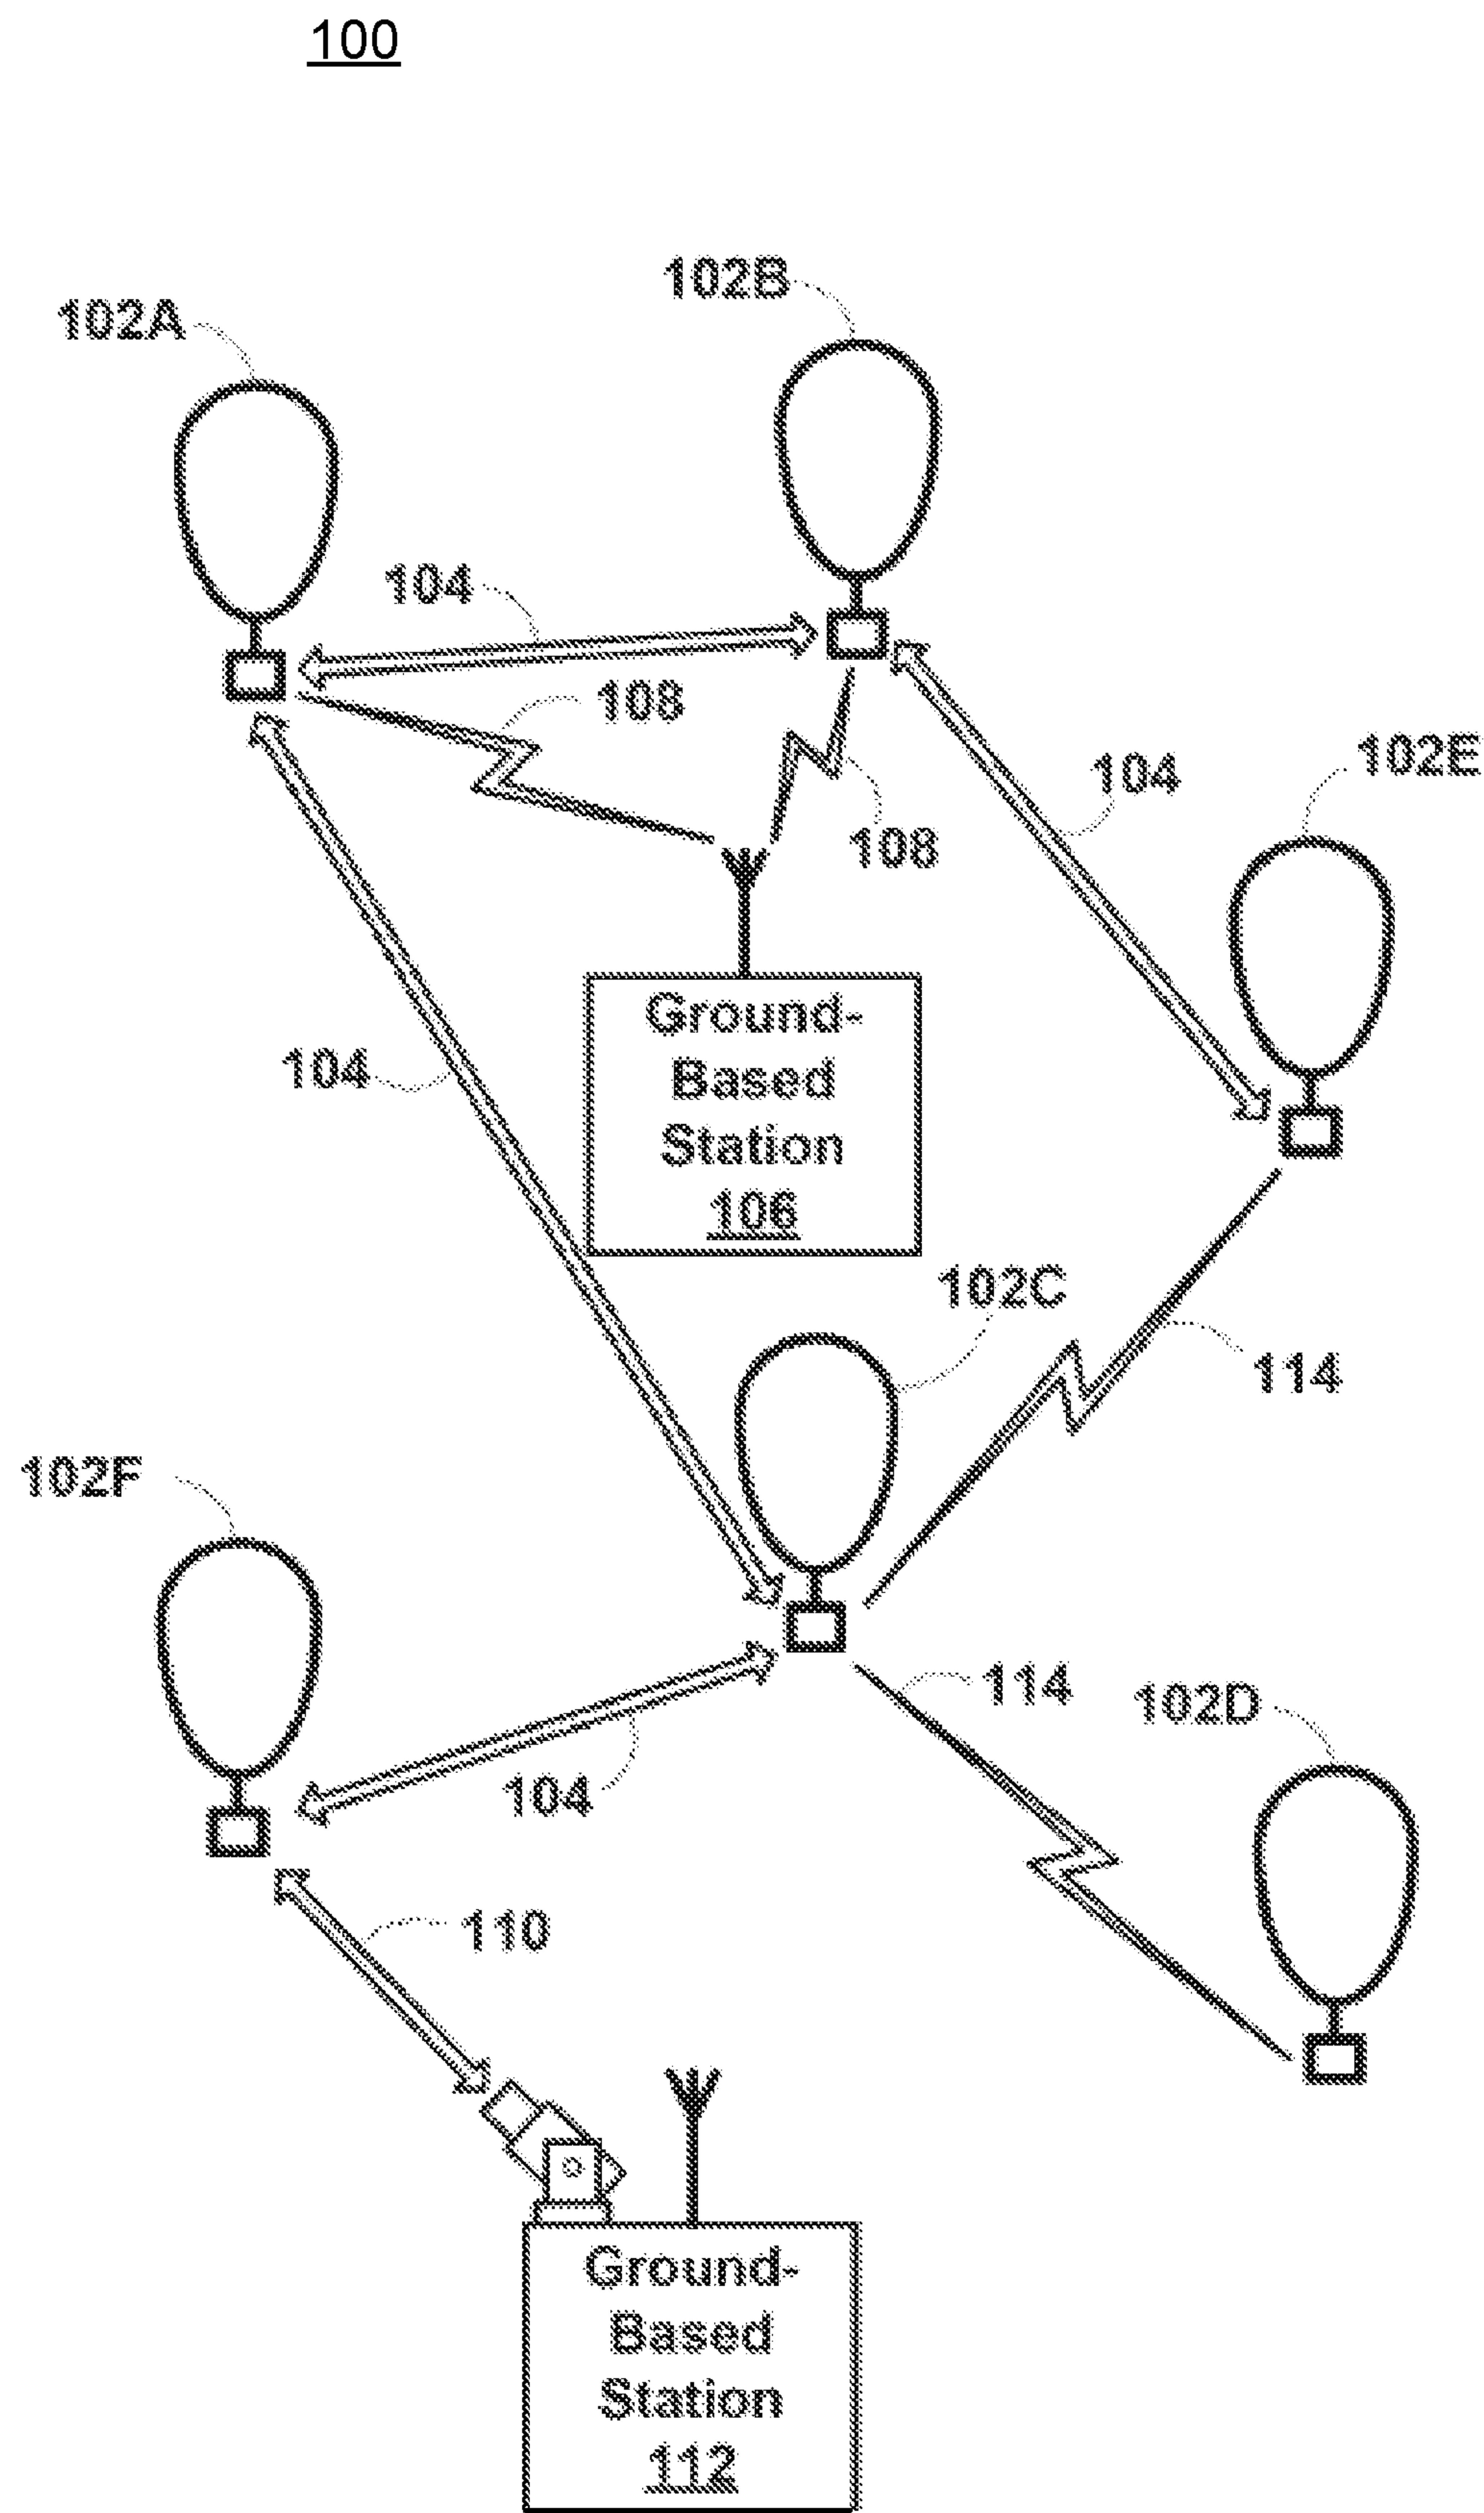 100
102B
102A
104
108
102E
104
108
Ground-
Based
Station
106
104
102C
114
102F
114
102D
104
110
Ground-
Based
Station
112